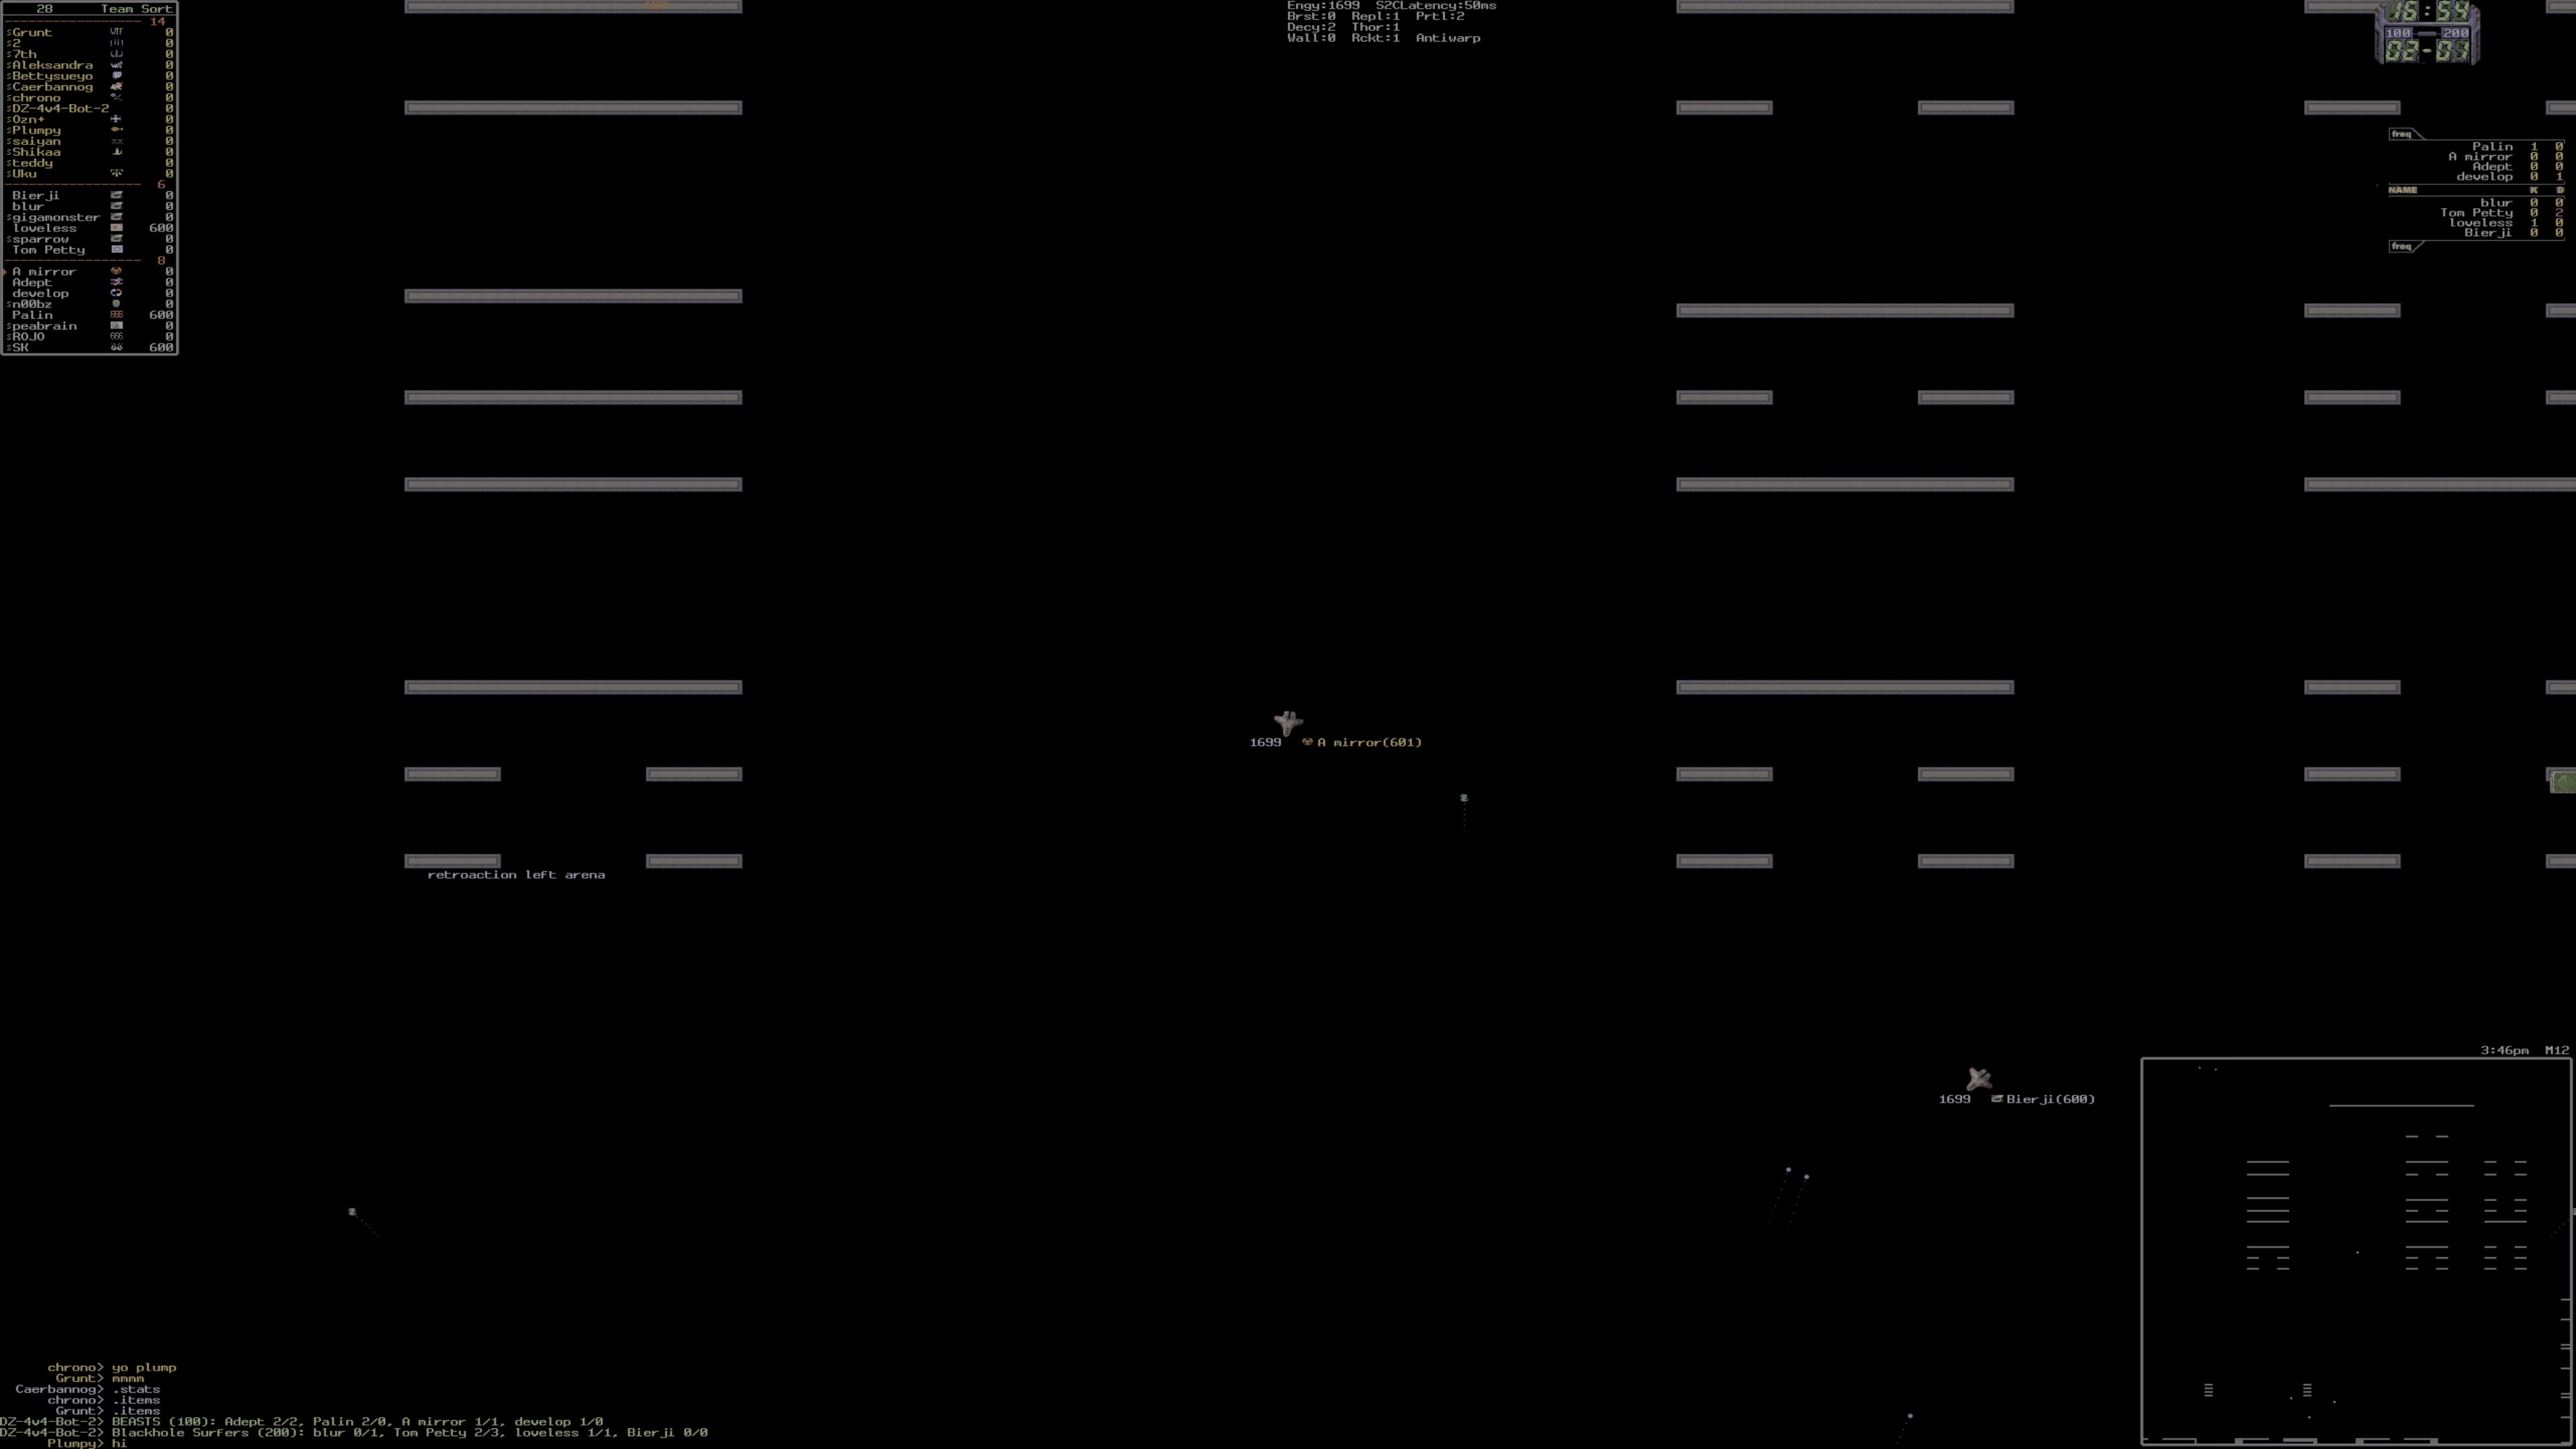 28 Team Sort
14
$Grunt 0
$2 0
$7th 0
$Aleksandra 0
$Bettysueyo 0
$Caerbannog 0
$chrono 0
$DZ-4v4-Bot-2 0
$Ozn+ 0
$Plumpy 0
$saiyan 0
$Shikaa 0
$teddy 0
$Uku 0
6
Bierji 0
blur 0
$gigamonster 0
loveless 600
$sparrow 0
Tom Petty 0
8
A mirror 0
Adept 0
develop 0
$n00bz 0
Palin 600
$peabrain 0
$ROJO 0
$SK 600
Engy:1699 S2CLatency:50ms
Brst:0 Repl:1 Prtl:2
Decy:2 Thor:1
Wall:0 Rckt:1 Antiwarp
15:54
100 200
freq
Palin 1 0
A mirror 0 0
Adept 0 0
develop 0 1
NAME K D
blur 0 0
Tom Petty 0 2
loveless 1 0
Bierji 0 0
freq
1699 A mirror(601)
retroaction left arena
1699 Bierji(600)
3:46pm M12
chrono> yo plump
Grunt> mmmm
Caerbannog> .stats
chrono> .items
Grunt> .items
DZ-4v4-Bot-2> BEASTS (100): Adept 2/2, Palin 2/0, A mirror 1/1, develop 1/0
DZ-4v4-Bot-2> Blackhole Surfers (200): blur 0/1, Tom Petty 2/3, loveless 1/1, Bierji 0/0
Plumpy> hi